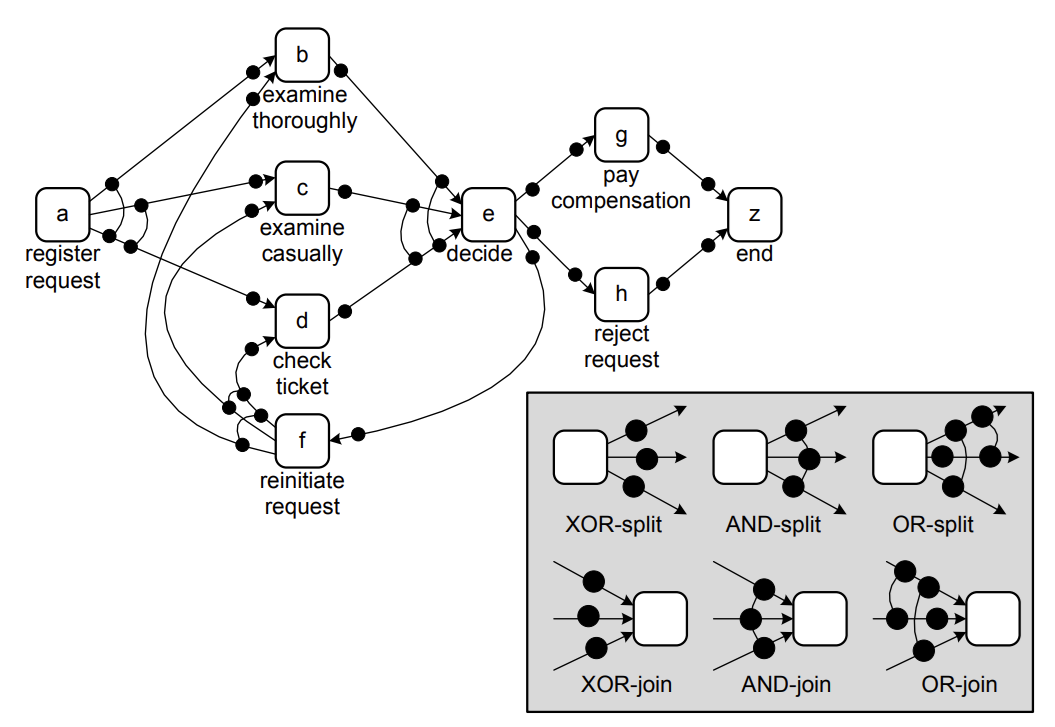 b
examine
thoroughly
g
pay
compensation
c
examine
casually
a
register
request
e
decide
z
end
d
check
ticket
h
reject
request
f
reinitiate
request
XOR-split
AND-split
OR-split
XOR-join
AND-join
OR-join